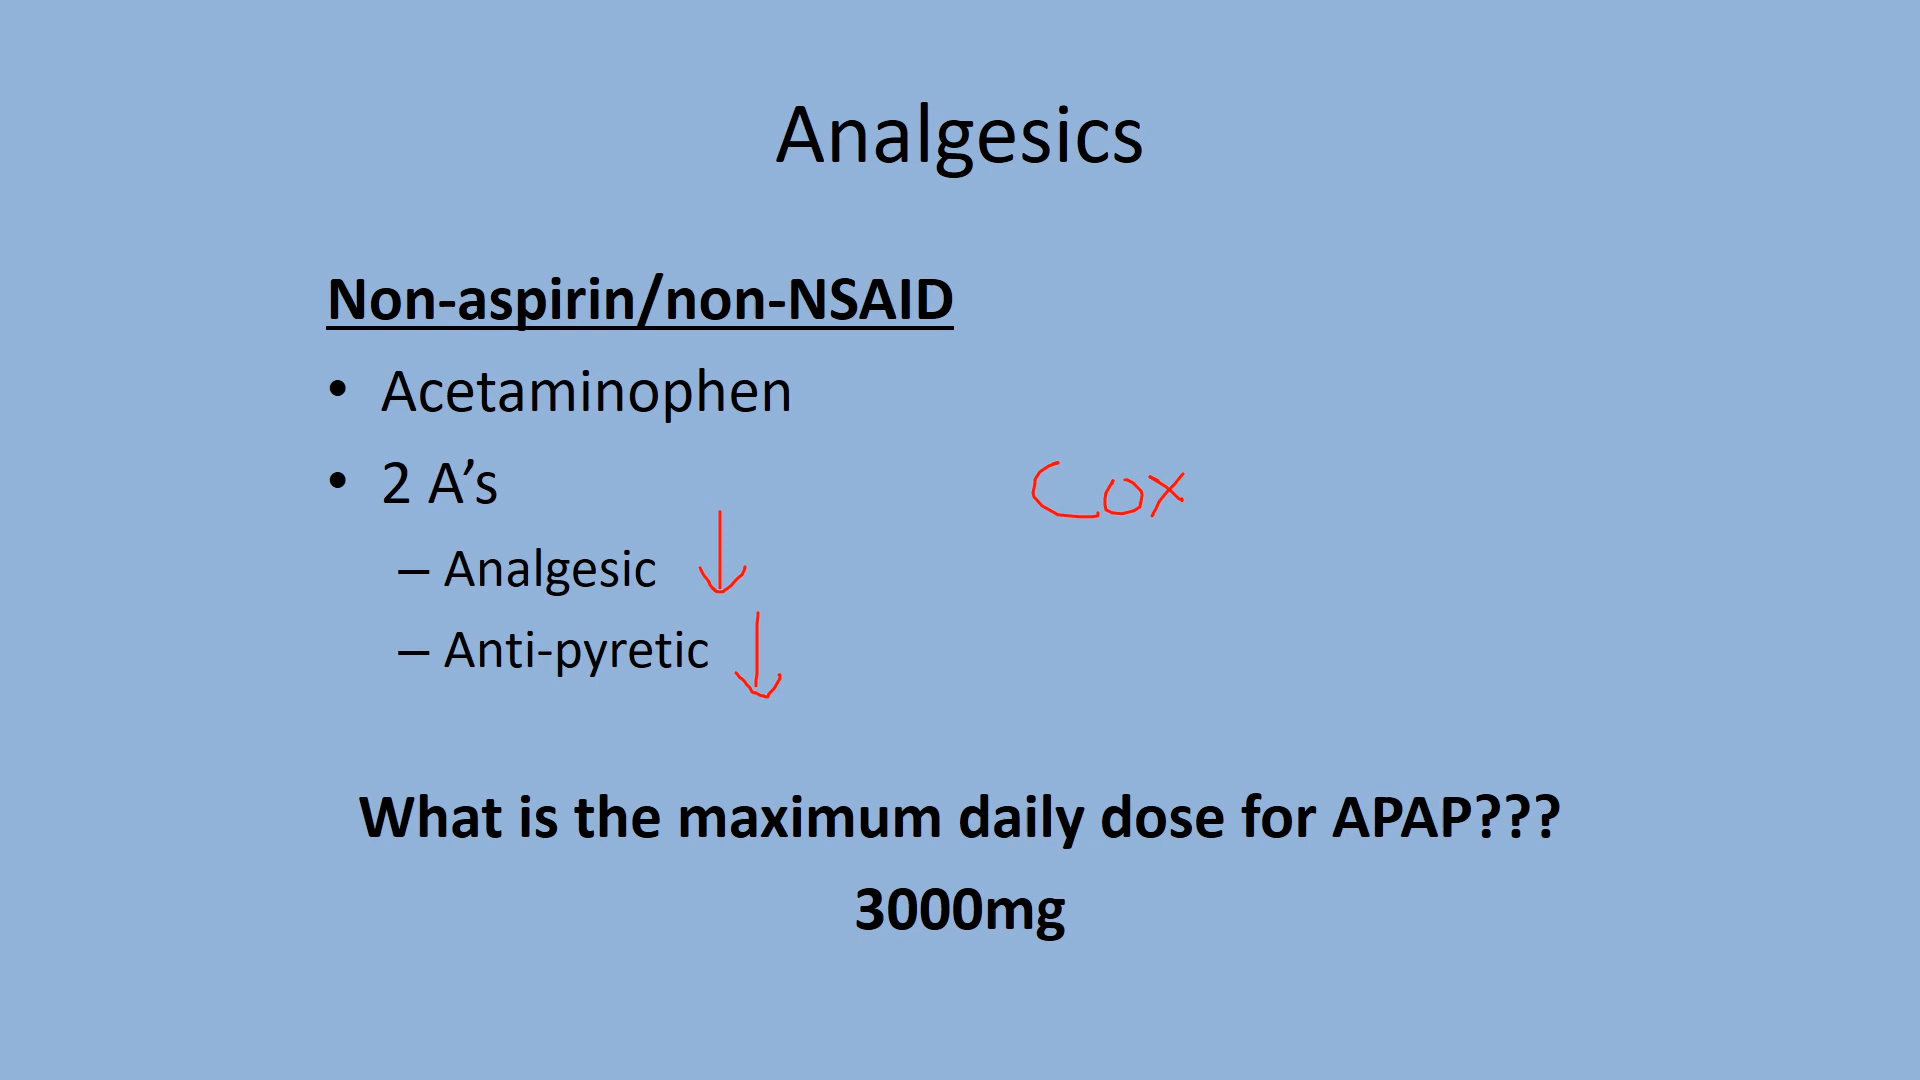 Analgesics
Non-aspirin/non-NSAID
• Acetaminophen
• 2 A’s
Cox
– Analgesic
– Anti-pyretic
What is the maximum daily dose for APAP???
3000mg